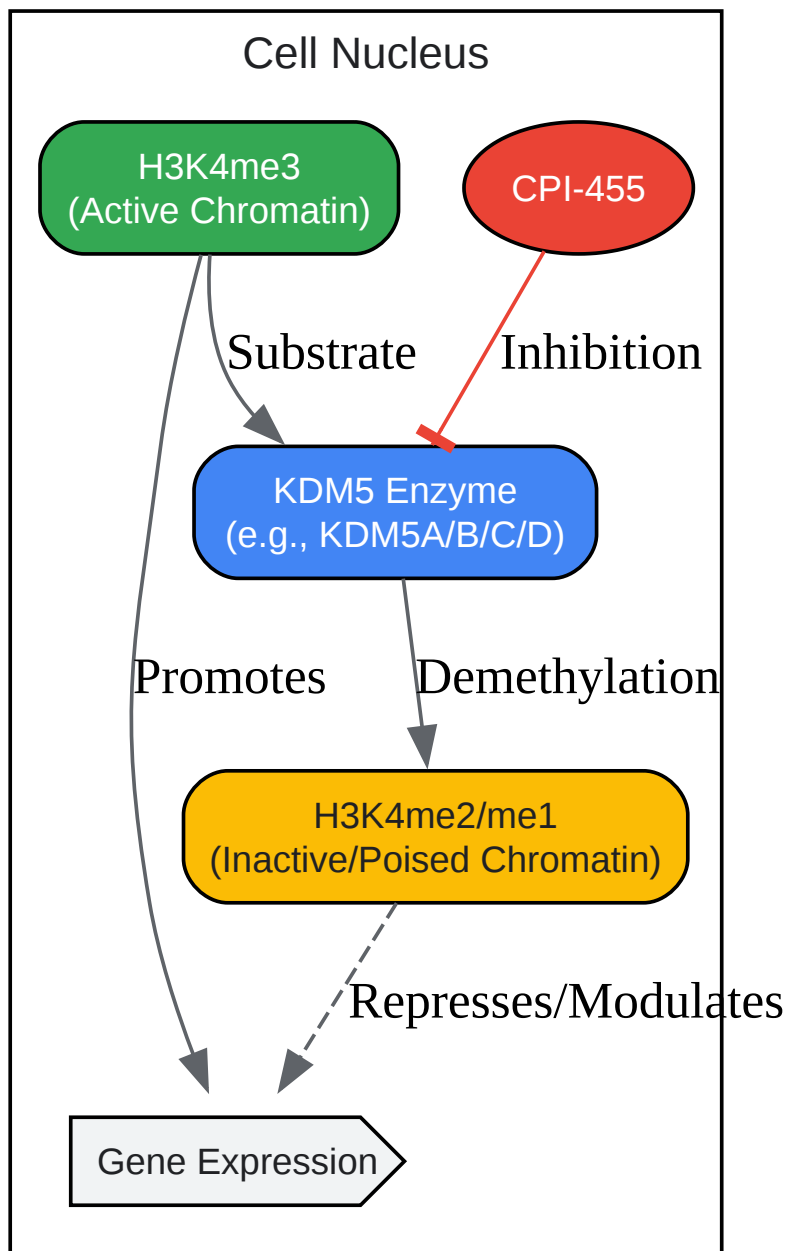 Cell Nucleus
H3K4me3
(Active Chromatin)
CPI-455
Substrate
Inhibition
KDM5 Enzyme
(e.g., KDM5A/B/C/D)
Promotes
Demethylation
H3K4me2/me1
(Inactive/Poised Chromatin)
Represses/Modulates
Gene Expression